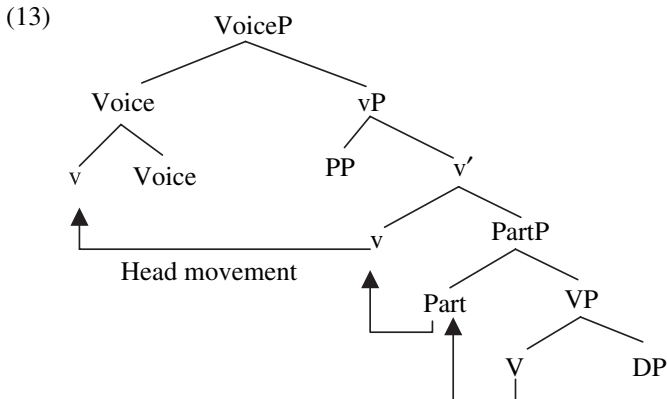 (13)
VoiceP
Voice vP
v Voice PP v′
v PartP
Head movement
Part VP
V DP